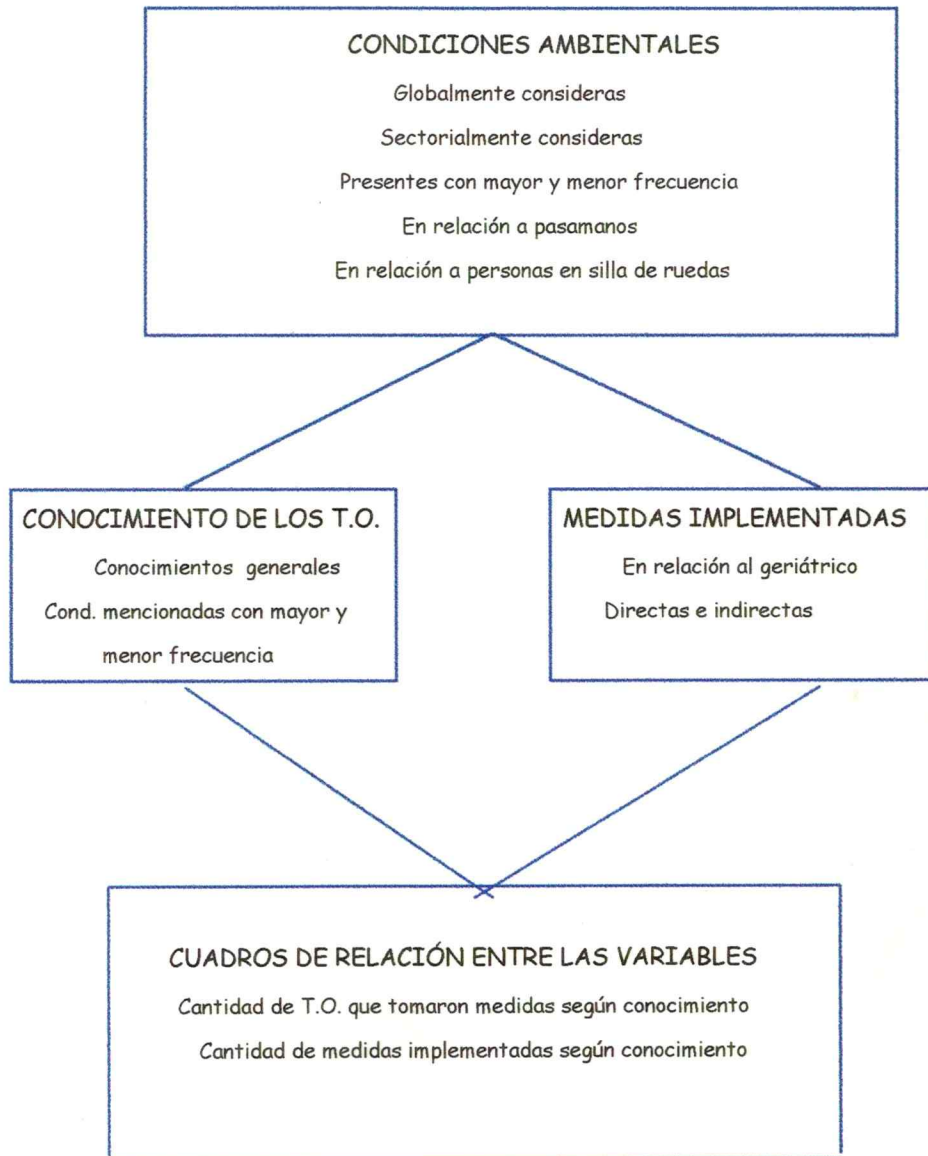 CONDICIONES AMBIENTALES
Globalmente consideras
Sectorialmente consideras
Presentes con mayor y menor frecuencia
En relación a pasamanos
En relación a personas en silla de ruedas
CONOCIMIENTO DE LOS T.O.
Conocimientos generales
Cond. mencionadas con mayor y
menor frecuencia
MEDIDAS IMPLEMENTADAS
En relación al geriátrico
Directas e indirectas
CUADROS DE RELACIÓN ENTRE LAS VARIABLES
Cantidad de T.O. que tomaron medidas según conocimiento
Cantidad de medidas implementadas según conocimiento